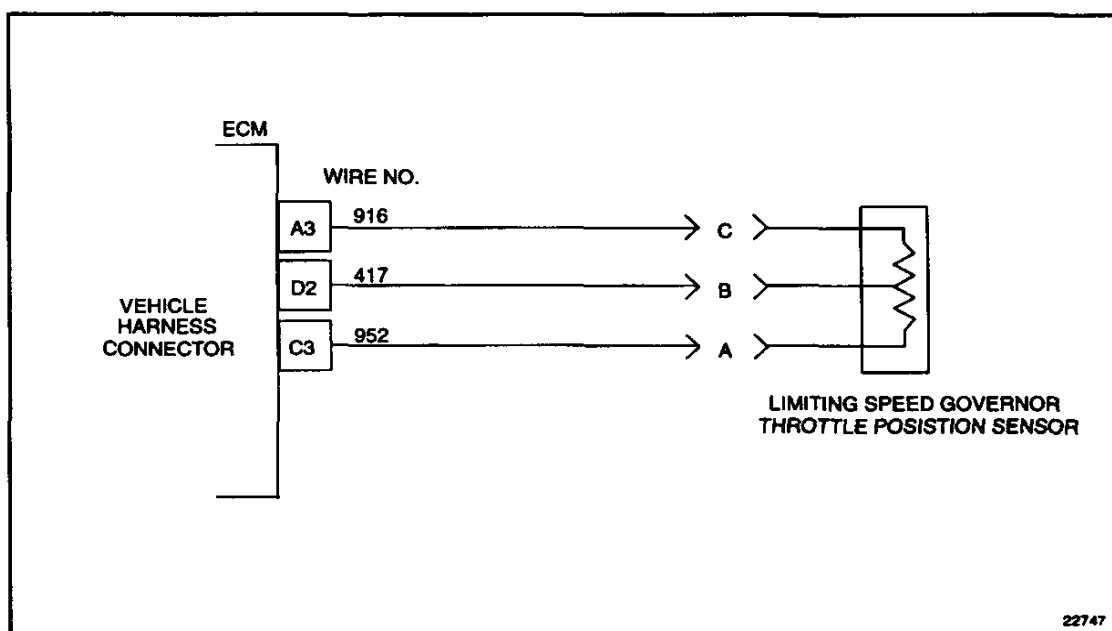 ECM
WIRE NO.
A3 916 C
D2 417 B
C3 952 A
VEHICLE
HARNESS
CONNECTOR
LIMITING SPEED GOVERNOR
THROTTLE POSISTION SENSOR
22747